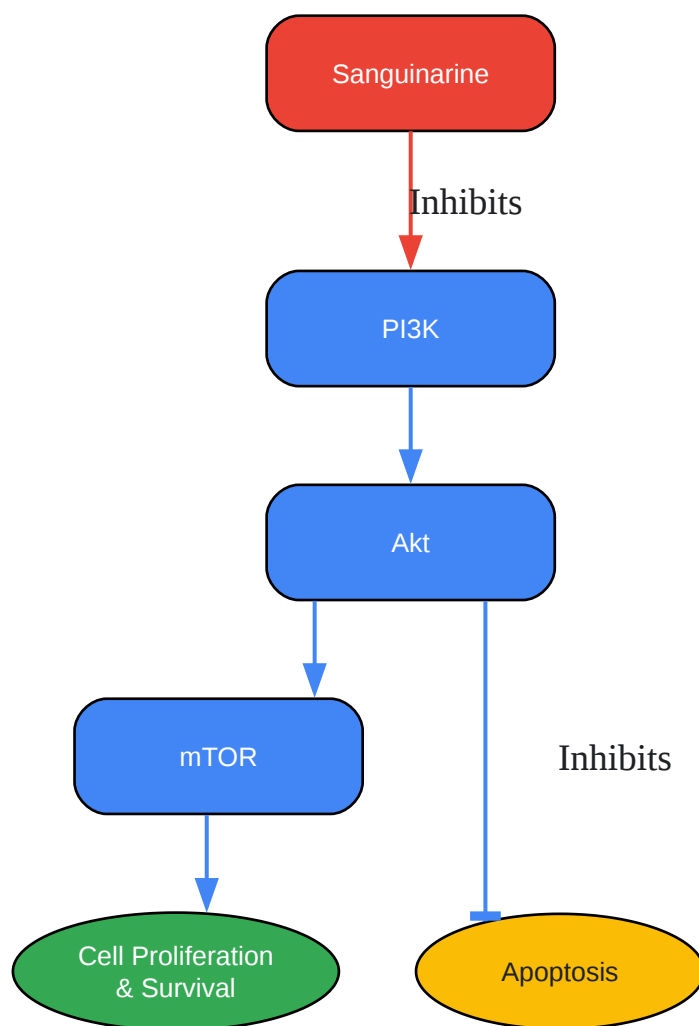 Sanguinarine
Inhibits
PI3K
Akt
mTOR
Inhibits
Cell Proliferation
& Survival
Apoptosis